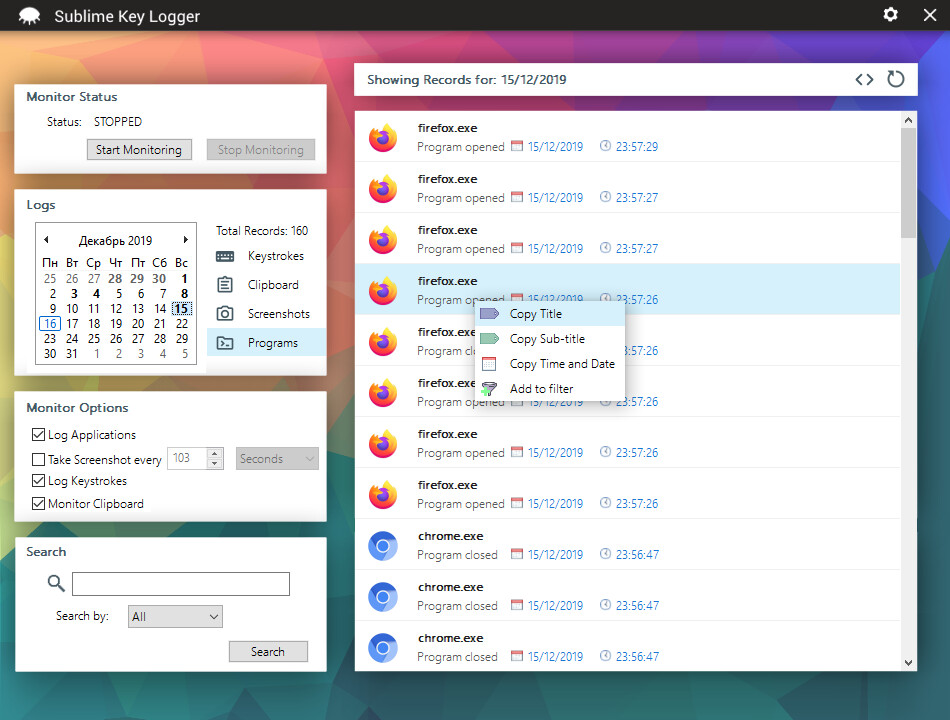 Sublime Key Logger
Monitor Status
Status: STOPPED
Start Monitoring Stop Monitoring
Logs
Декабрь 2019
Пн Вт Ср Чт Пт Сб Вс
25 26 27 28 29 30 1
2 3 4 5 6 7 8
9 10 11 12 13 14 15
16 17 18 19 20 21 22
23 24 25 26 27 28 29
30 31 1 2 3 4 5
Total Records: 160
Keystrokes
Clipboard
Screenshots
Programs
Monitor Options
Log Applications
Take Screenshot every 103 Seconds
Log Keystrokes
Monitor Clipboard
Search
Search by: All
Search
Showing Records for: 15/12/2019
firefox.exe
Program opened 15/12/2019 23:57:29
firefox.exe
Program opened 15/12/2019 23:57:27
firefox.exe
Program opened 15/12/2019 23:57:27
firefox.exe
Program opened 15/12/2019 23:57:26
Copy Title
Copy Sub-title
Copy Time and Date
Add to filter
firefox.exe
Program 23:57:26
firefox.exe
Program opened 15/12/2019 23:57:26
firefox.exe
Program opened 15/12/2019 23:57:26
firefox.exe
Program opened 15/12/2019 23:57:26
chrome.exe
Program closed 15/12/2019 23:56:47
chrome.exe
Program closed 15/12/2019 23:56:47
chrome.exe
Program closed 15/12/2019 23:56:47